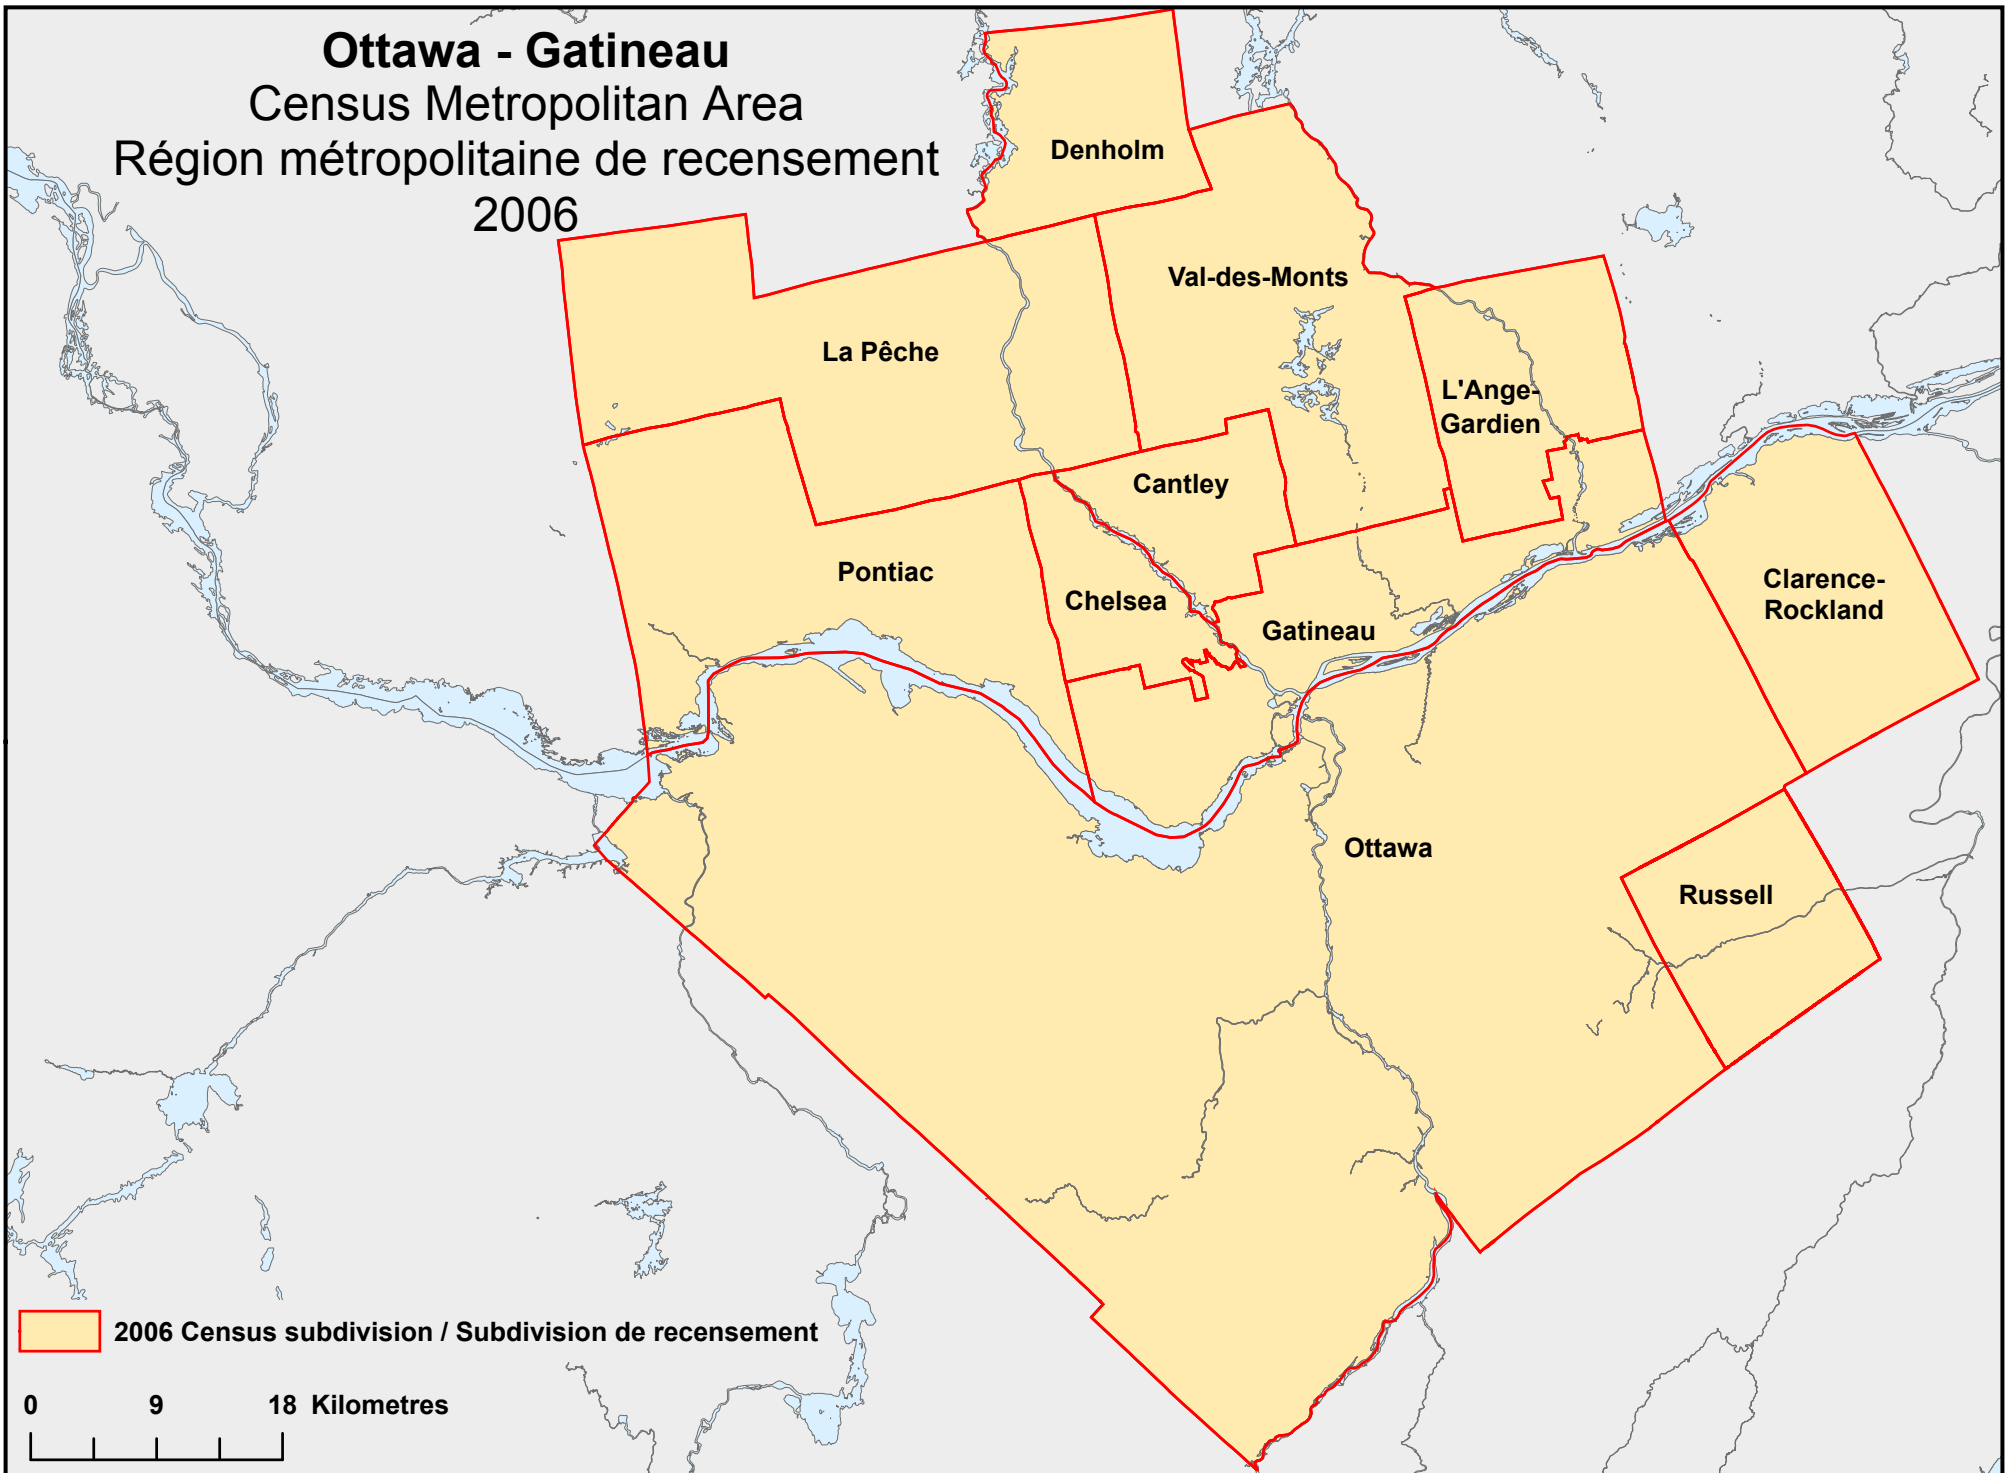 Ottawa - Gatineau
Census Metropolitan Area
Région métropolitaine de recensement
2006
Denholm
Val-des-Monts
La Pêche
L'Ange-
Gardien
Cantley
Pontiac
Chelsea
Clarence-
Rockland
Gatineau
Ottawa
Russell
2006 Census subdivision / Subdivision de recensement
0 9 18 Kilometres